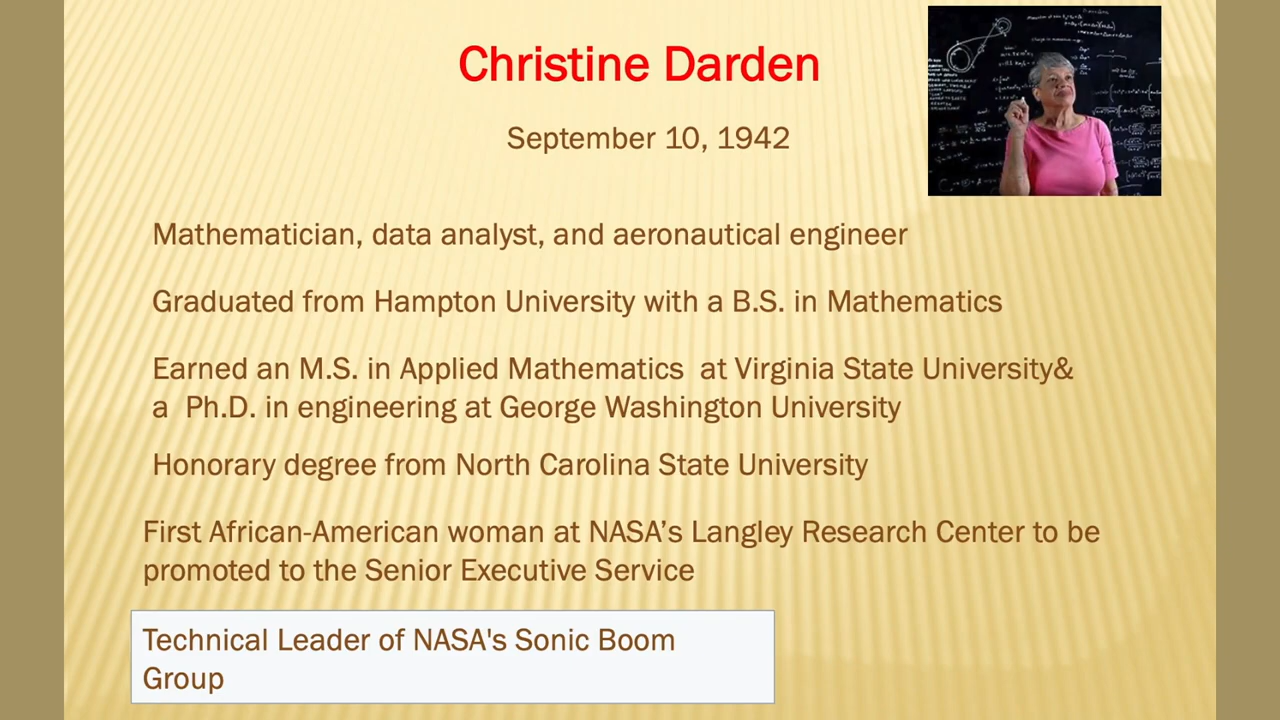 Christine Darden
September 10, 1942
Mathematician, data analyst, and aeronautical engineer
Graduated from Hampton University with a B.S. in Mathematics
Earned an M.S. in Applied Mathematics  at Virginia State University&
a  Ph.D. in engineering at George Washington University
Honorary degree from North Carolina State University
First African-American woman at NASA’s Langley Research Center to be
promoted to the Senior Executive Service
Technical Leader of NASA's Sonic Boom
Group